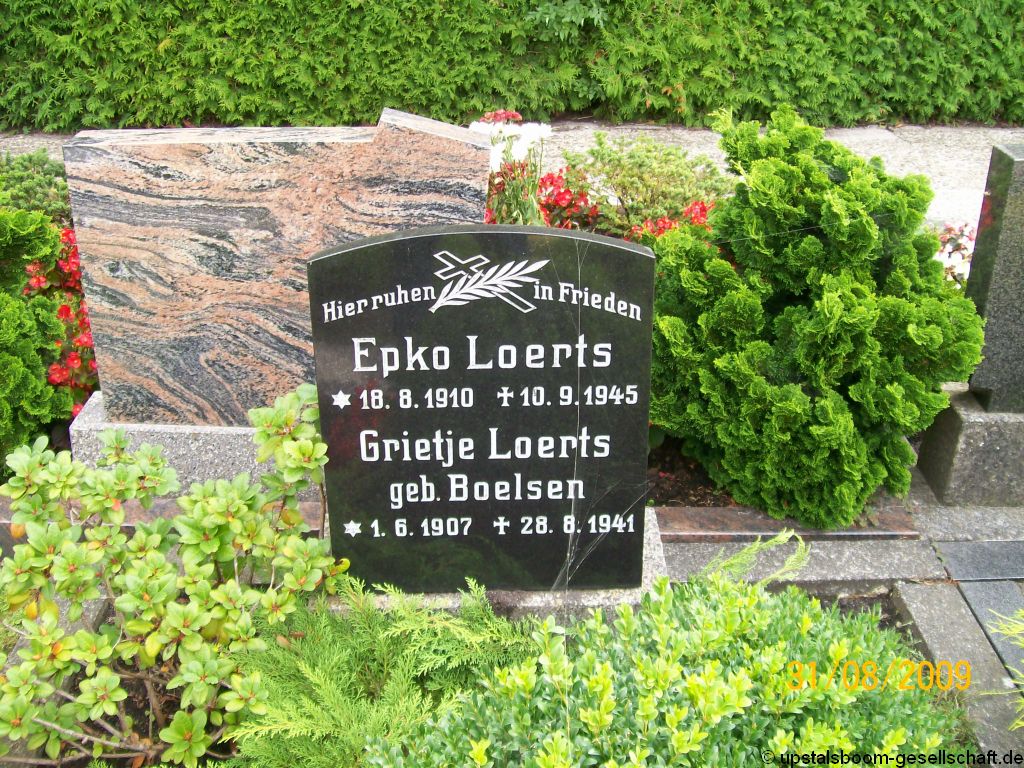 Hier ruhen in Frieden
Epko Loerts
18. 8. 1910 10. 9. 1945
Grietje Loerts
geb. Boelsen
1. 6. 1907 28. 8. 1941
31/08/2009
© upstalsboom-gesellschaft.de